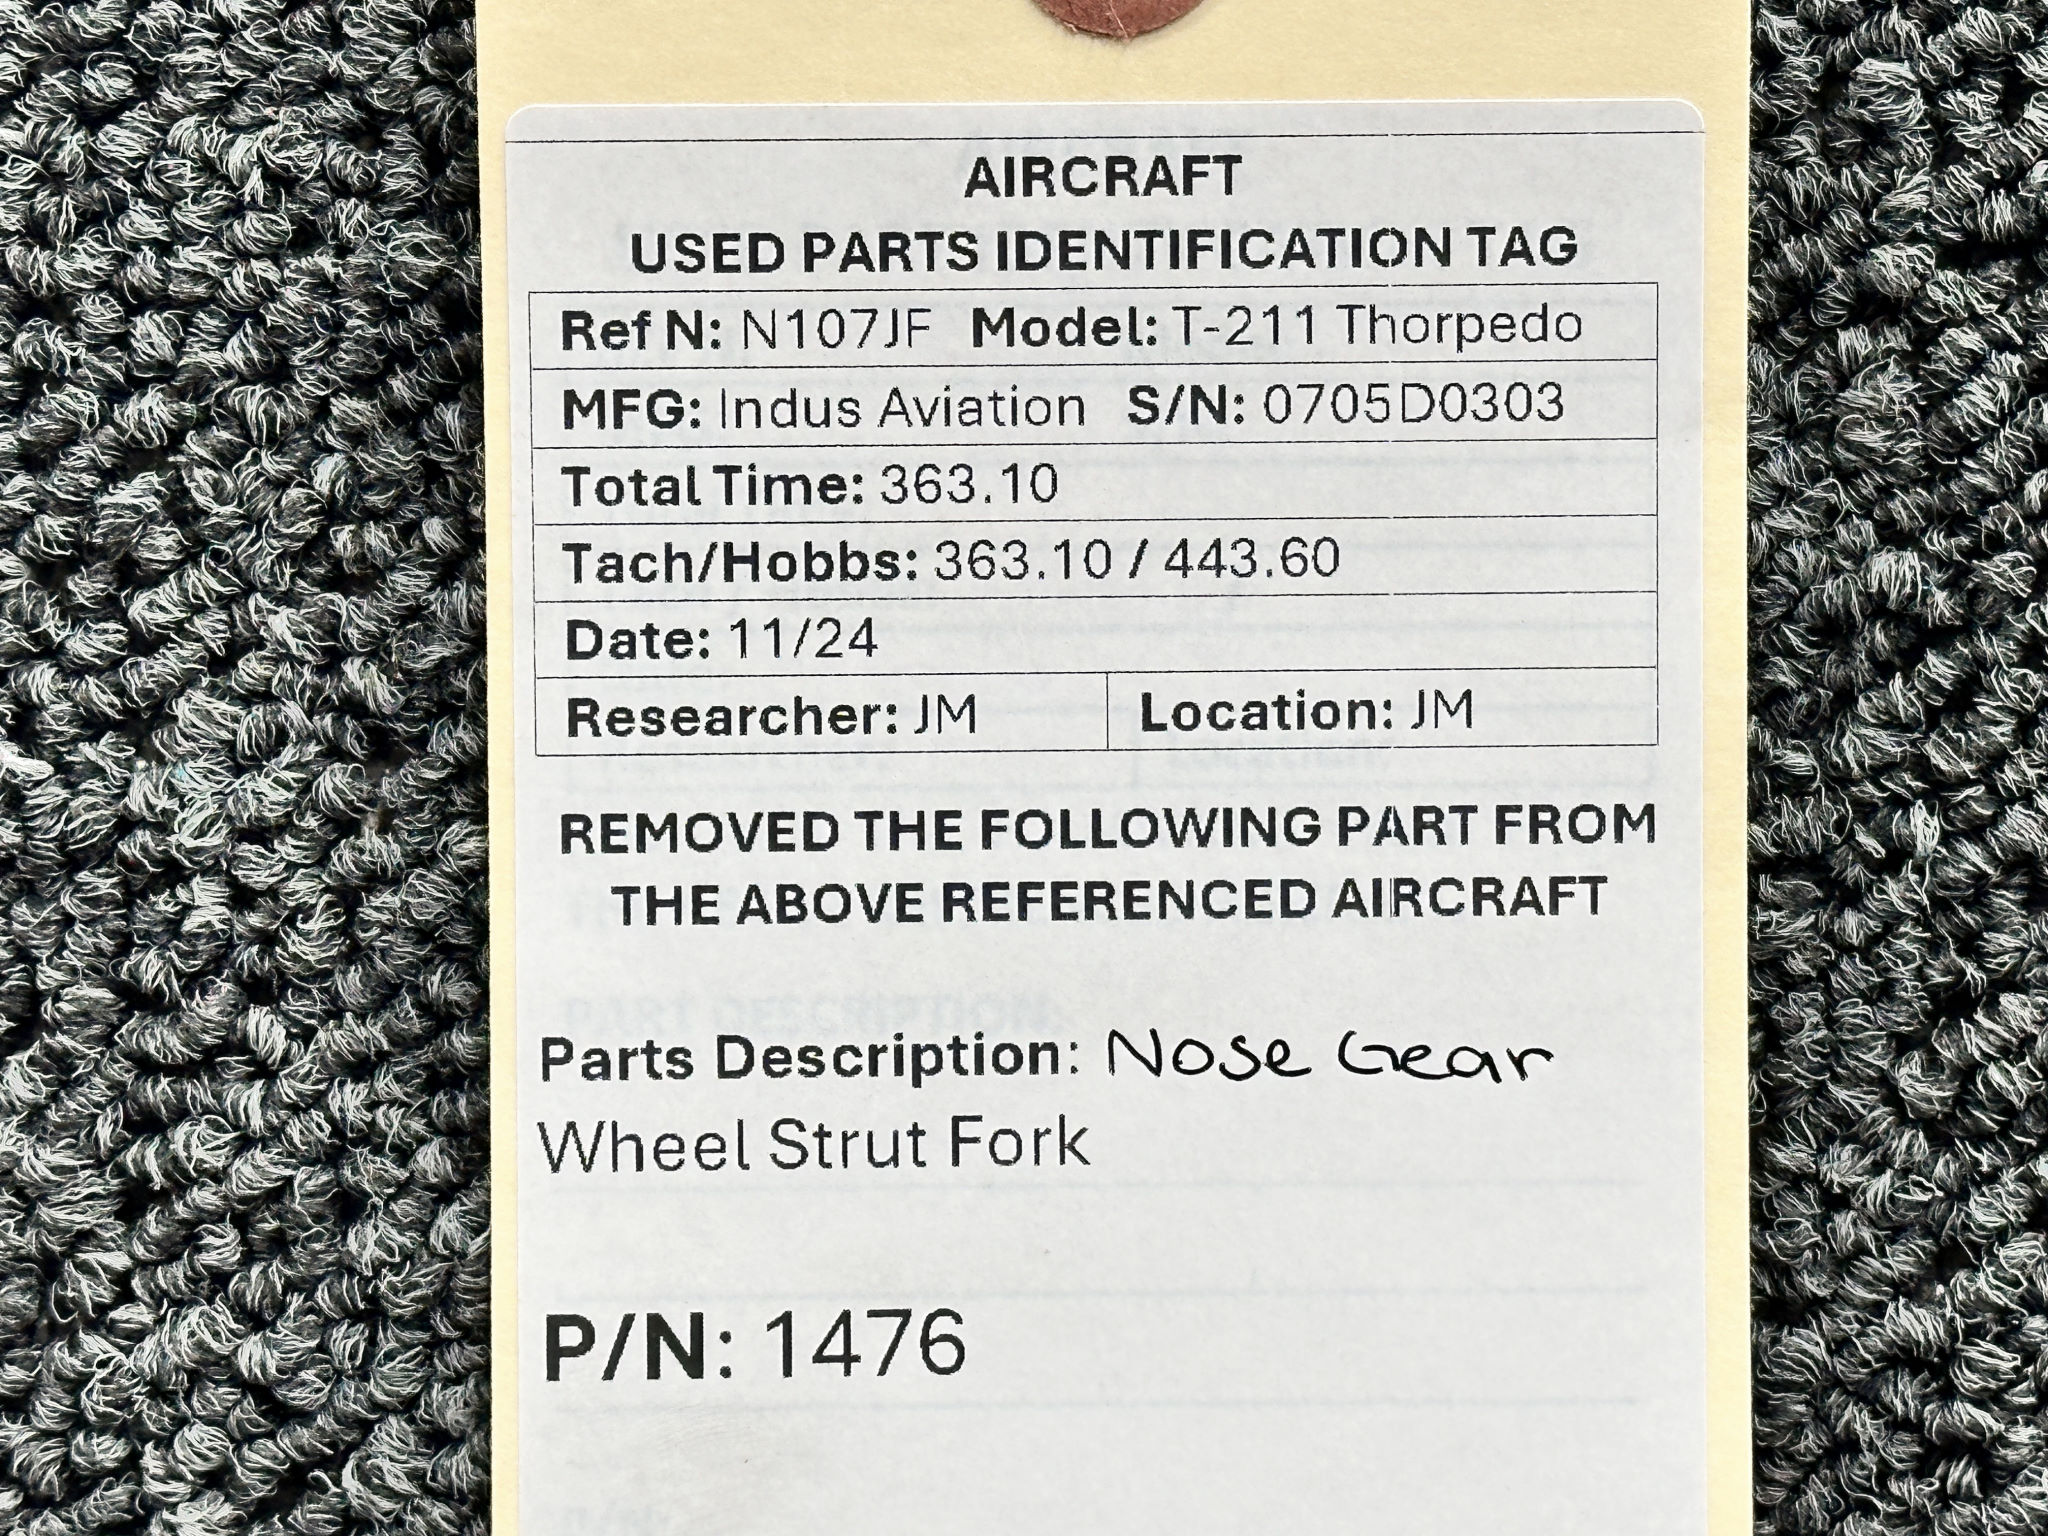 AIRCRAFT
USED PARTS IDENTIFICATION TAG
Ref N: N107JF Model: T-211 Thorpedo
MFG: Indus Aviation S/N: 0705D0303
Total Time: 363.10
Tach/Hobbs: 363.10 / 443.60
Date: 11/24
Researcher: JM Location: JM
REMOVED THE FOLLOWING PART FROM
THE ABOVE REFERENCED AIRCRAFT
PART DESCRIPTION:
Parts Description: Nose Gear
Wheel Strut Fork
P/N: 1476